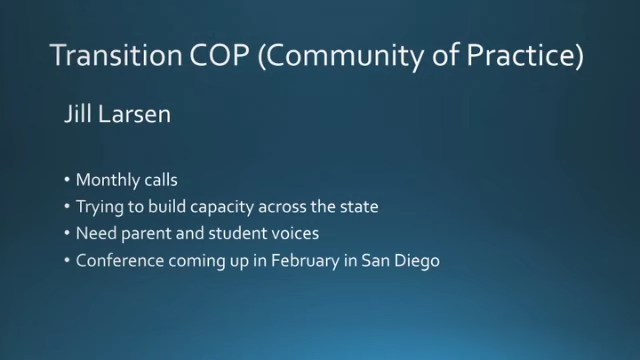 Transition COP (Community of Practice)
Jill Larsen
• Monthly calls
• Trying to build capacity across the state
• Need parent and student voices
• Conference coming up in February in San Diego